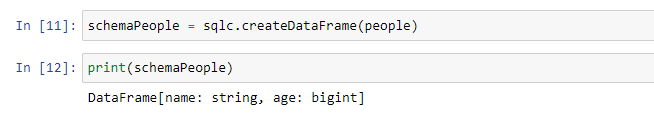 In [11]: schemaPeople = sqlc.createDataFrame(people)
In [12]: print(schemaPeople)
DataFrame[name: string, age: bigint]